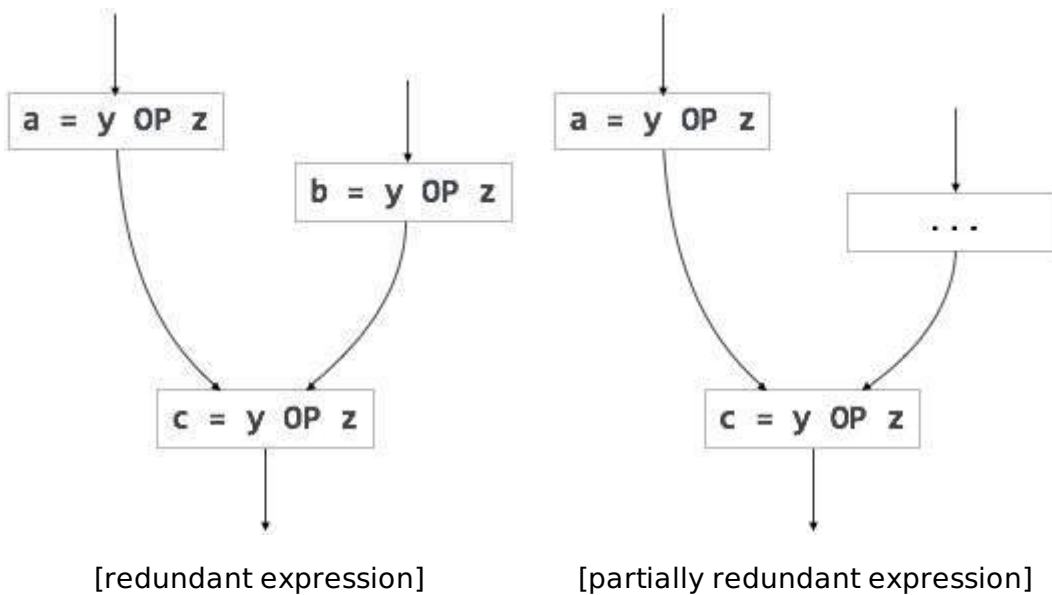 a = y OP z
b = y OP z
c = y OP z
[redundant expression]
a = y OP z
...
c = y OP z
[partially redundant expression]